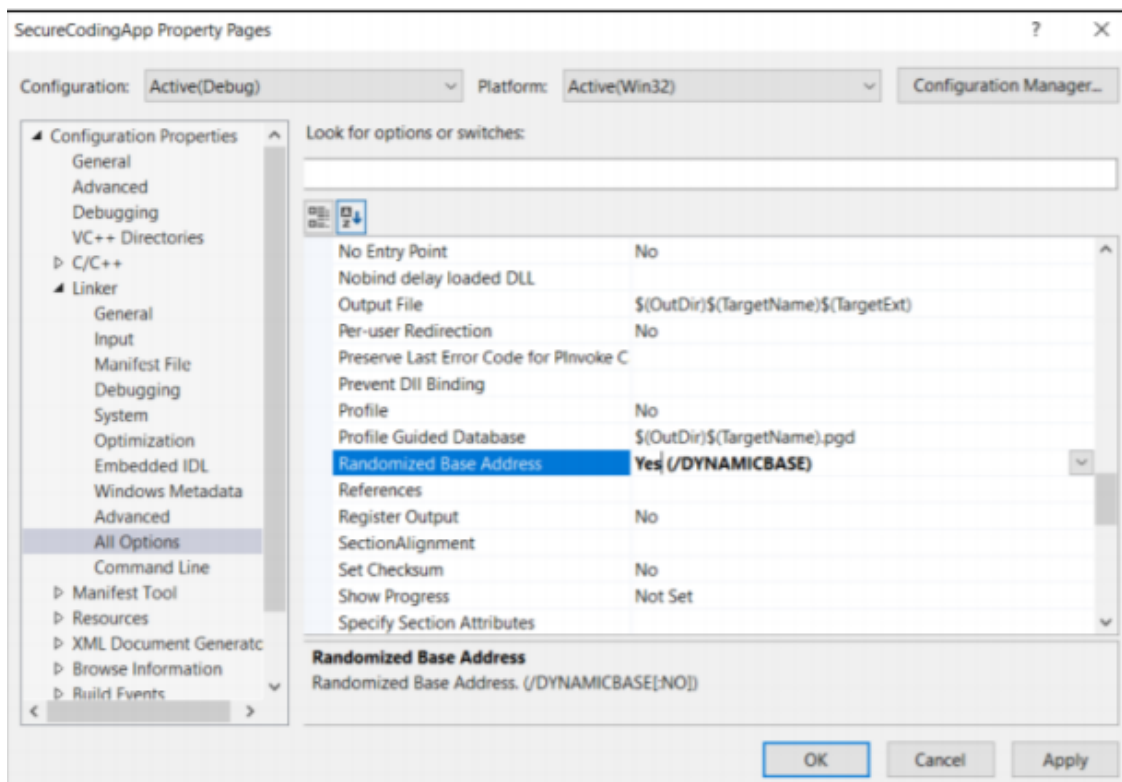 SecureCodingApp Property Pages ? ×
Configuration: Active(Debug) Platform: Active(Win32) Configuration Manager...
Configuration Properties
General
Advanced
Debugging
VC++ Directories
C/C++
Linker
General
Input
Manifest File
Debugging
System
Optimization
Embedded IDL
Windows Metadata
Advanced
All Options
Command Line
Manifest Tool
Resources
XML Document Generatc
Browse Information
Build Events
Look for options or switches:
No Entry Point No
Nobind delay loaded DLL
Output File $(OutDir)$(TargetName)$(TargetExt)
Per-user Redirection No
Preserve Last Error Code for PInvoke C
Prevent Dll Binding
Profile No
Profile Guided Database $(OutDir)$(TargetName).pgd
Randomized Base Address Yes (/DYNAMICBASE)
References
Register Output No
SectionAlignment
Set Checksum No
Show Progress Not Set
Specify Section Attributes
Randomized Base Address
Randomized Base Address. (/DYNAMICBASE[:NO])
OK Cancel Apply